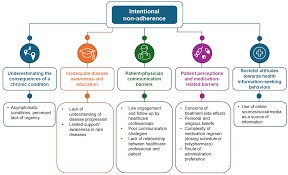 Intentional
non-adherence
Underestimating the
consequences of a
chronic condition
Inadequate disease
awareness and
education
Patient-physician
communication
barriers
Patient perceptions
and medication-
related barriers
Societal attitudes
towards health
information-seeking
behaviors
• Asymptomatic
conditions, perceived
lack of urgency
• Lack of
understanding of
disease progression
• Limited support/
awareness in rare
diseases
• Low engagement
and follow-up by
healthcare
professionals
• Poor communication
strategies
• Lack of relationship
between healthcare
professional and
patient
• Concerns of
treatment side effects
• Personal and
religious beliefs
• Complexity of
medication regimen
(dosing schedule or
polypharmacy)
• Route of
administration
preference
• Use of online
sources/social media
as a source of
information